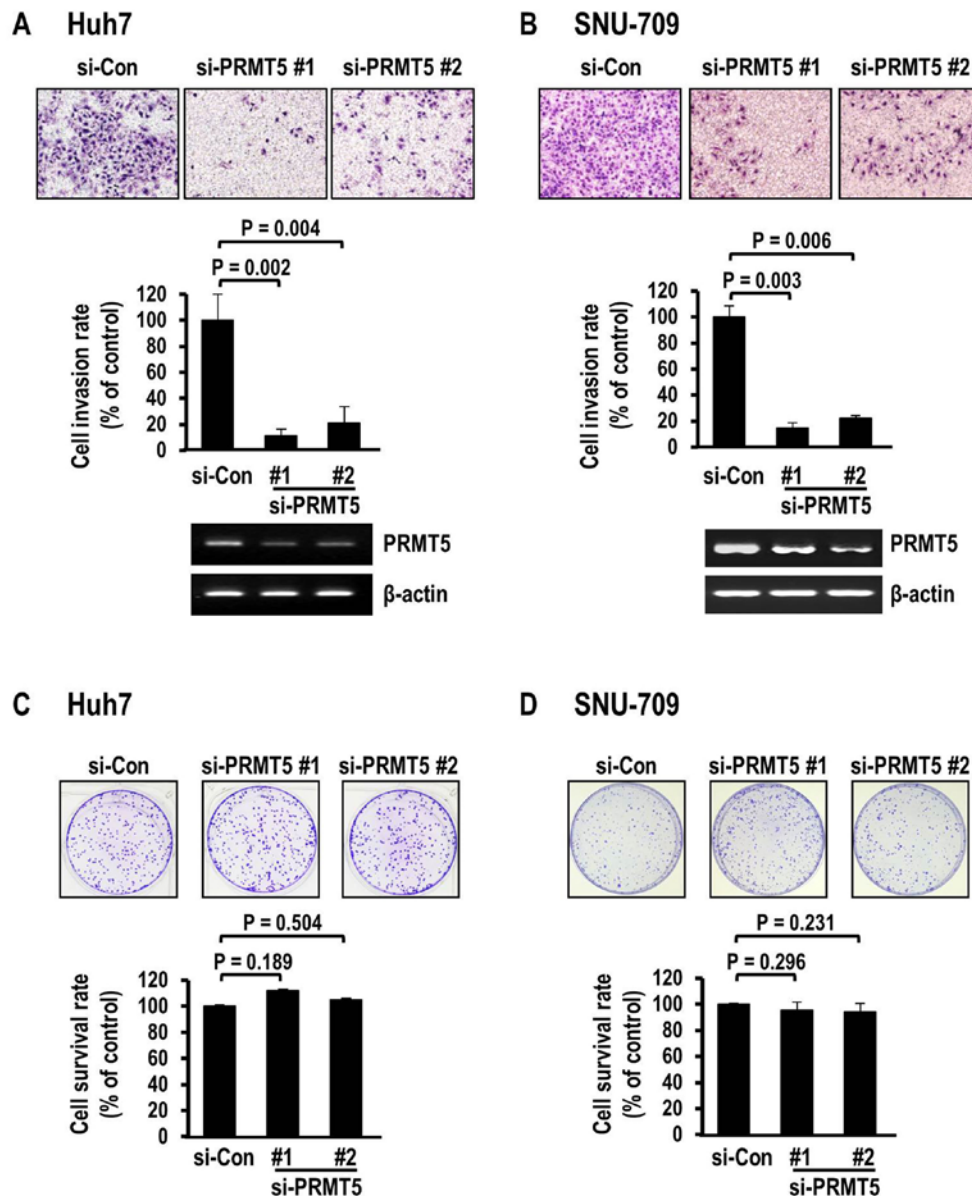 A Huh7
si-Con si-PRMT5 #1 si-PRMT5 #2
P = 0.004
P = 0.002
Cell invasion rate
(% of control)
120
100
80
60
40
20
0
si-Con #1 #2
si-PRMT5
PRMT5
β-actin
B SNU-709
si-Con si-PRMT5 #1 si-PRMT5 #2
P = 0.006
P = 0.003
Cell invasion rate
(% of control)
120
100
80
60
40
20
0
si-Con #1 #2
si-PRMT5
PRMT5
β-actin
C Huh7
si-Con si-PRMT5 #1 si-PRMT5 #2
P = 0.504
P = 0.189
Cell survival rate
(% of control)
120
100
80
60
40
20
0
si-Con #1 #2
si-PRMT5
D SNU-709
si-Con si-PRMT5 #1 si-PRMT5 #2
P = 0.231
P = 0.296
Cell survival rate
(% of control)
120
100
80
60
40
20
0
si-Con #1 #2
si-PRMT5